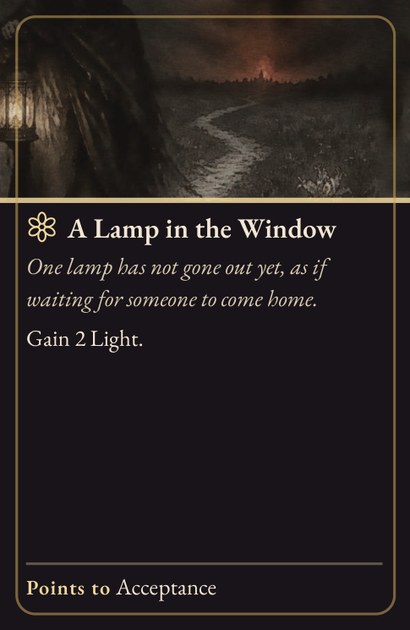 A Lamp in the Window
One lamp has not gone out yet, as if
waiting for someone to come home.
Gain 2 Light.
Points to Acceptance